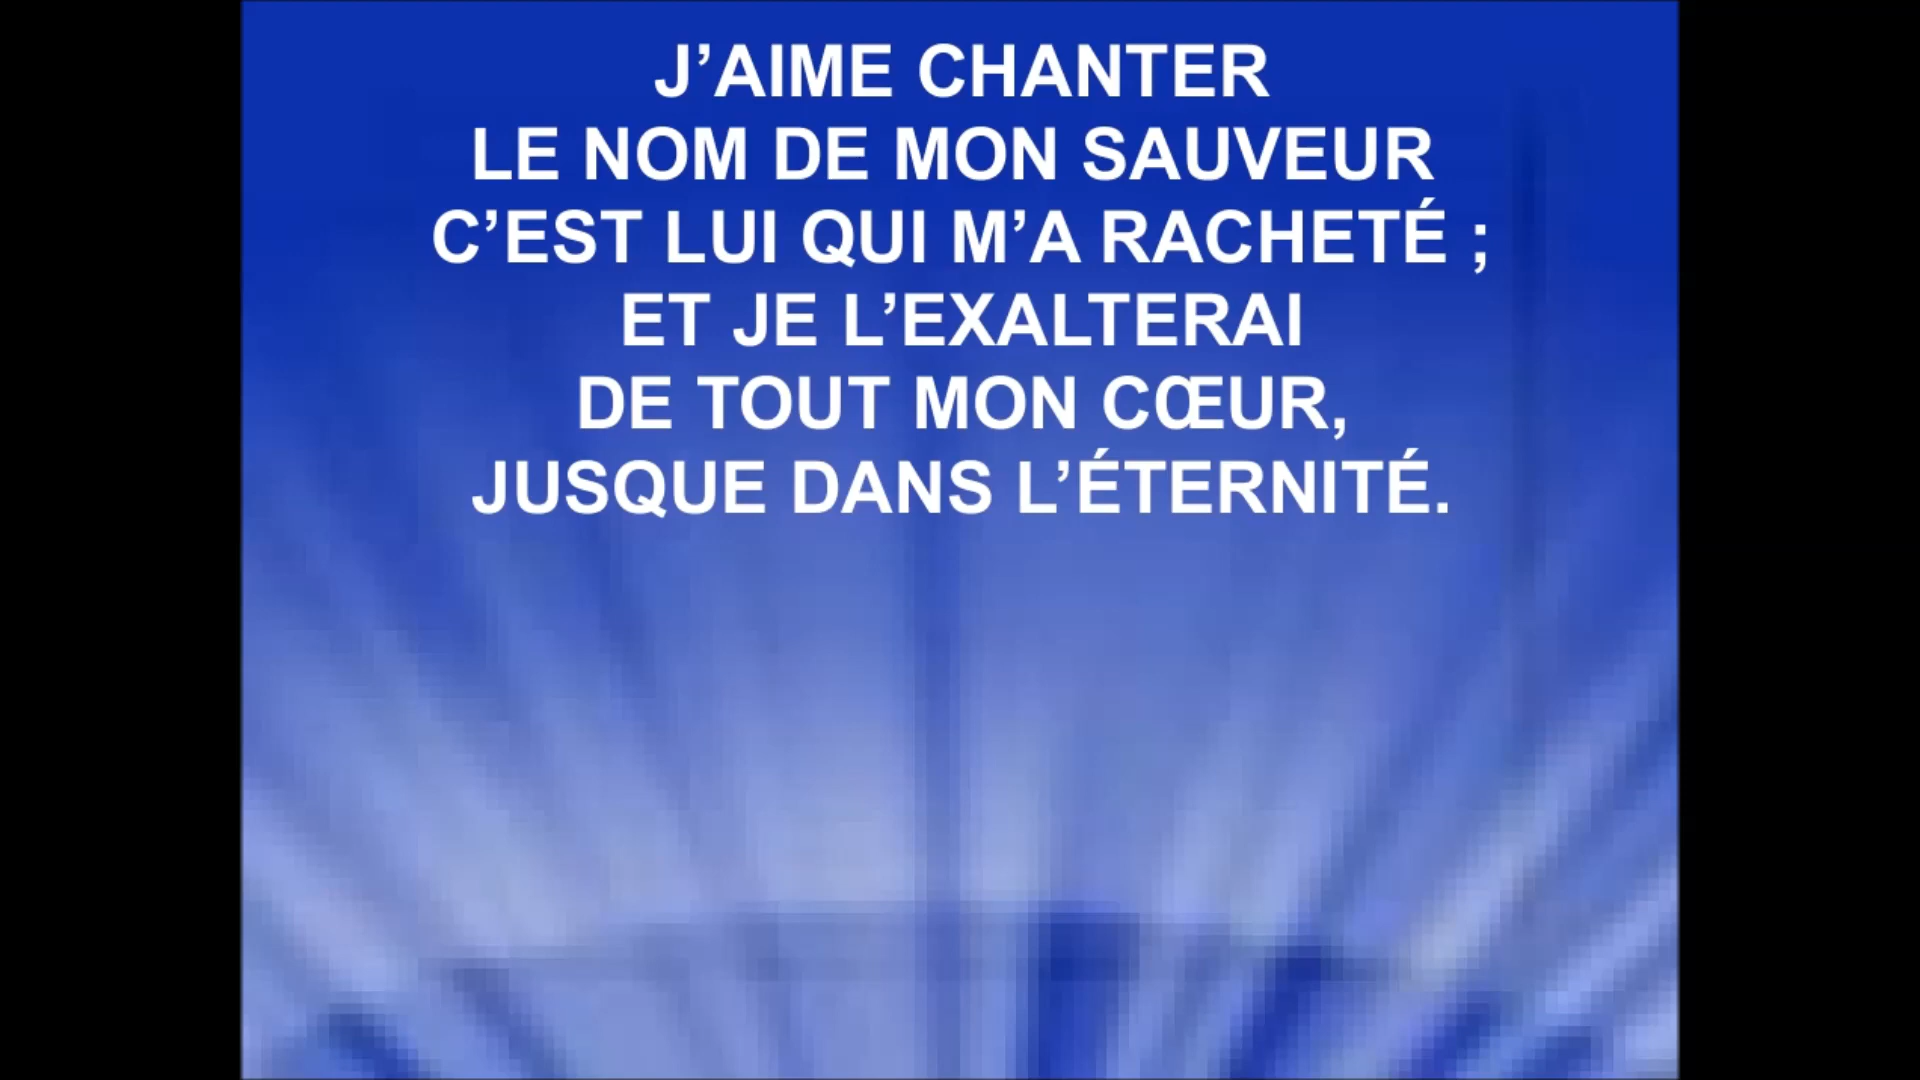 J’AIME CHANTER
LE NOM DE MON SAUVEUR
C’EST LUI QUI M’A RACHETÉ ;
ET JE L’EXALTERAI
DE TOUT MON CŒUR,
JUSQUE DANS L’ÉTERNITÉ.